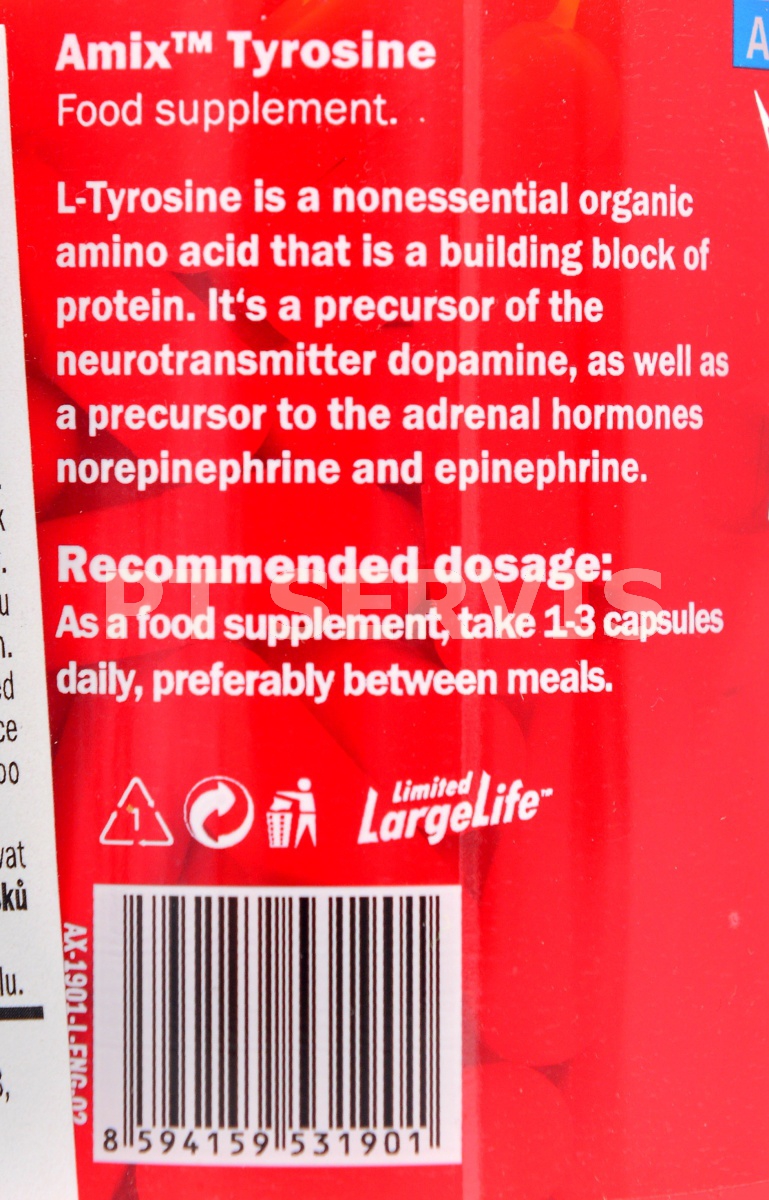 Amix™ Tyrosine
Food supplement.
L-Tyrosine is a nonessential organic
amino acid that is a building block of
protein. It‘s a precursor of the
neurotransmitter dopamine, as well as
a precursor to the adrenal hormones
norepinephrine and epinephrine.
Recommended dosage:
PT SERVIS
As a food supplement, take 1-3 capsules
daily, preferably between meals.
1
Limited
LargeLife™
AX-1901-I-ENG-02
8 594159 531901